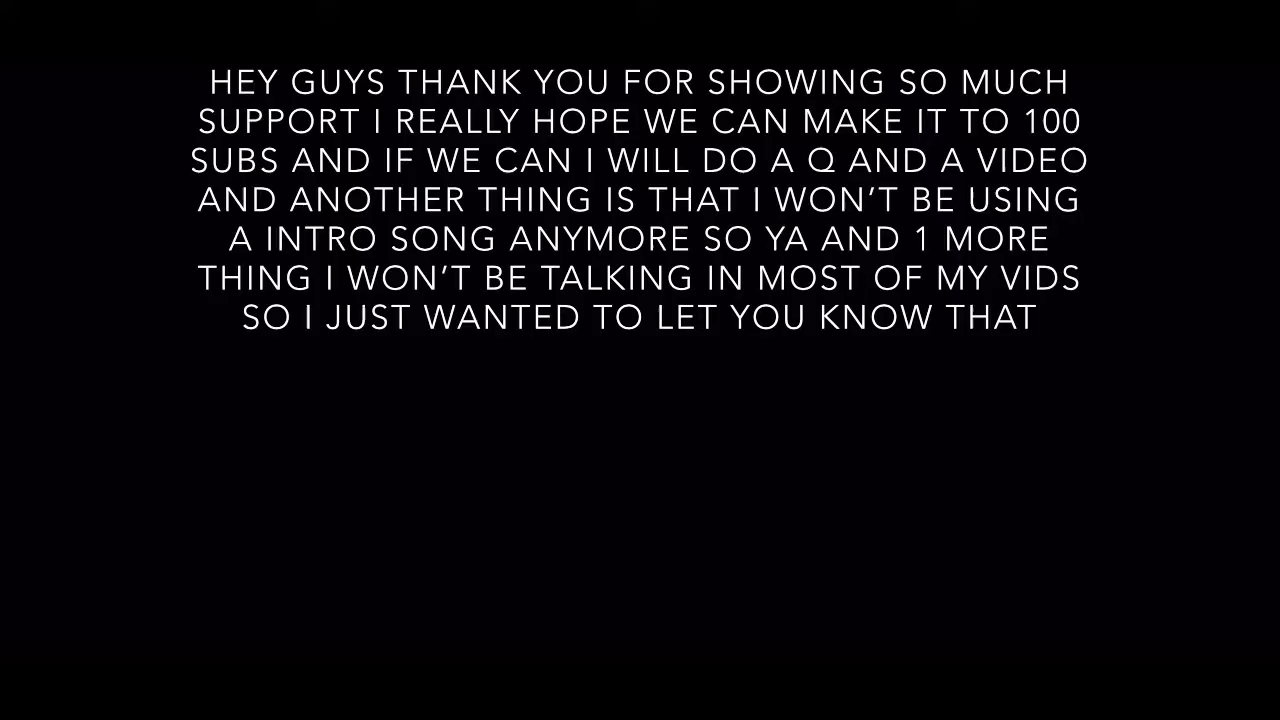 HEY GUYS THANK YOU FOR SHOWING SO MUCH
SUPPORT I REALLY HOPE WE CAN MAKE IT TO 100
SUBS AND IF WE CAN I WILL DO A Q AND A VIDEO
AND ANOTHER THING IS THAT I WON’T BE USING
A INTRO SONG ANYMORE SO YA AND 1 MORE
THING I WON’T BE TALKING IN MOST OF MY VIDS
SO I JUST WANTED TO LET YOU KNOW THAT